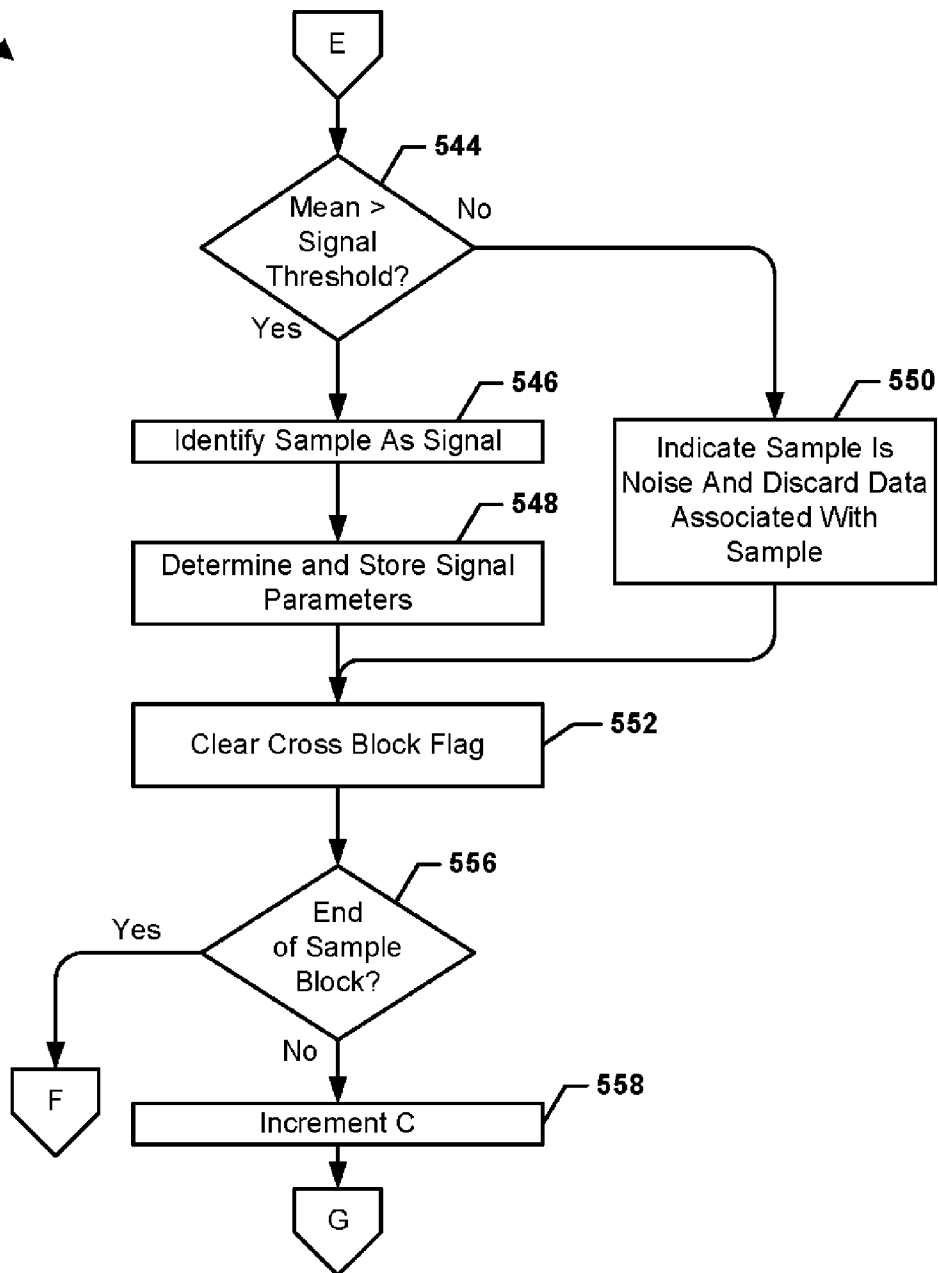 E
544
Mean >
Signal
Threshold?
No
Yes
546
Identify Sample As Signal
550
Indicate Sample Is
Noise And Discard Data
Associated With
Sample
548
Determine and Store Signal
Parameters
552
Clear Cross Block Flag
556
End
of Sample
Block?
Yes
No
F
558
Increment C
G